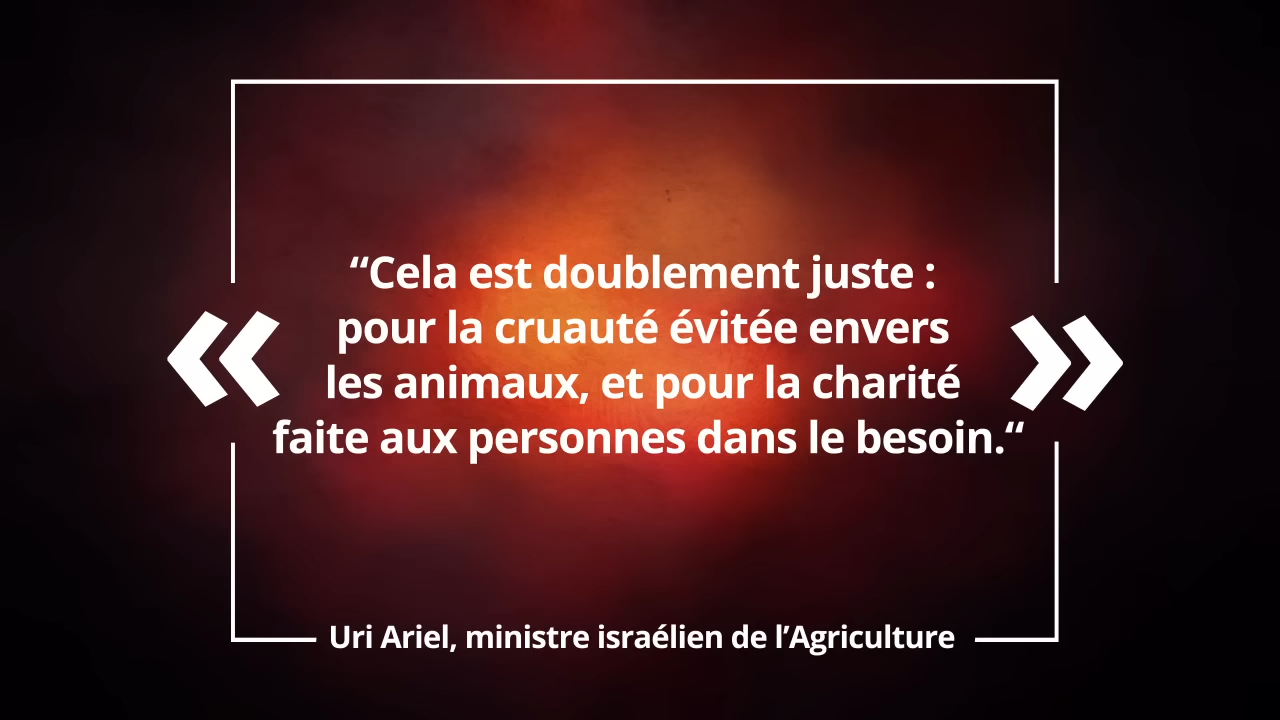 “Cela est doublement juste :
pour la cruauté évitée envers
les animaux, et pour la charité
faite aux personnes dans le besoin.“
Uri Ariel, ministre israélien de l’Agriculture